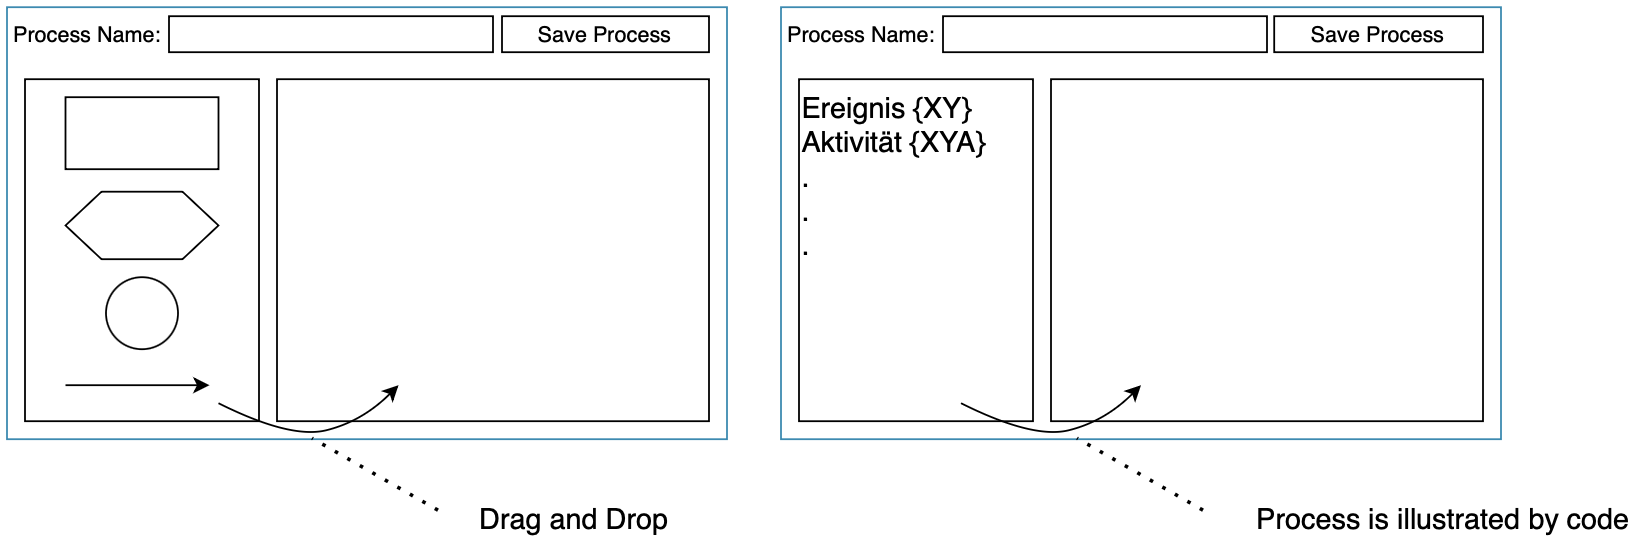 Process Name:
Save Process
Process Name:
Save Process
Ereignis {XY}
Aktivität {XYA}
.
.
.
Drag and Drop
Process is illustrated by code